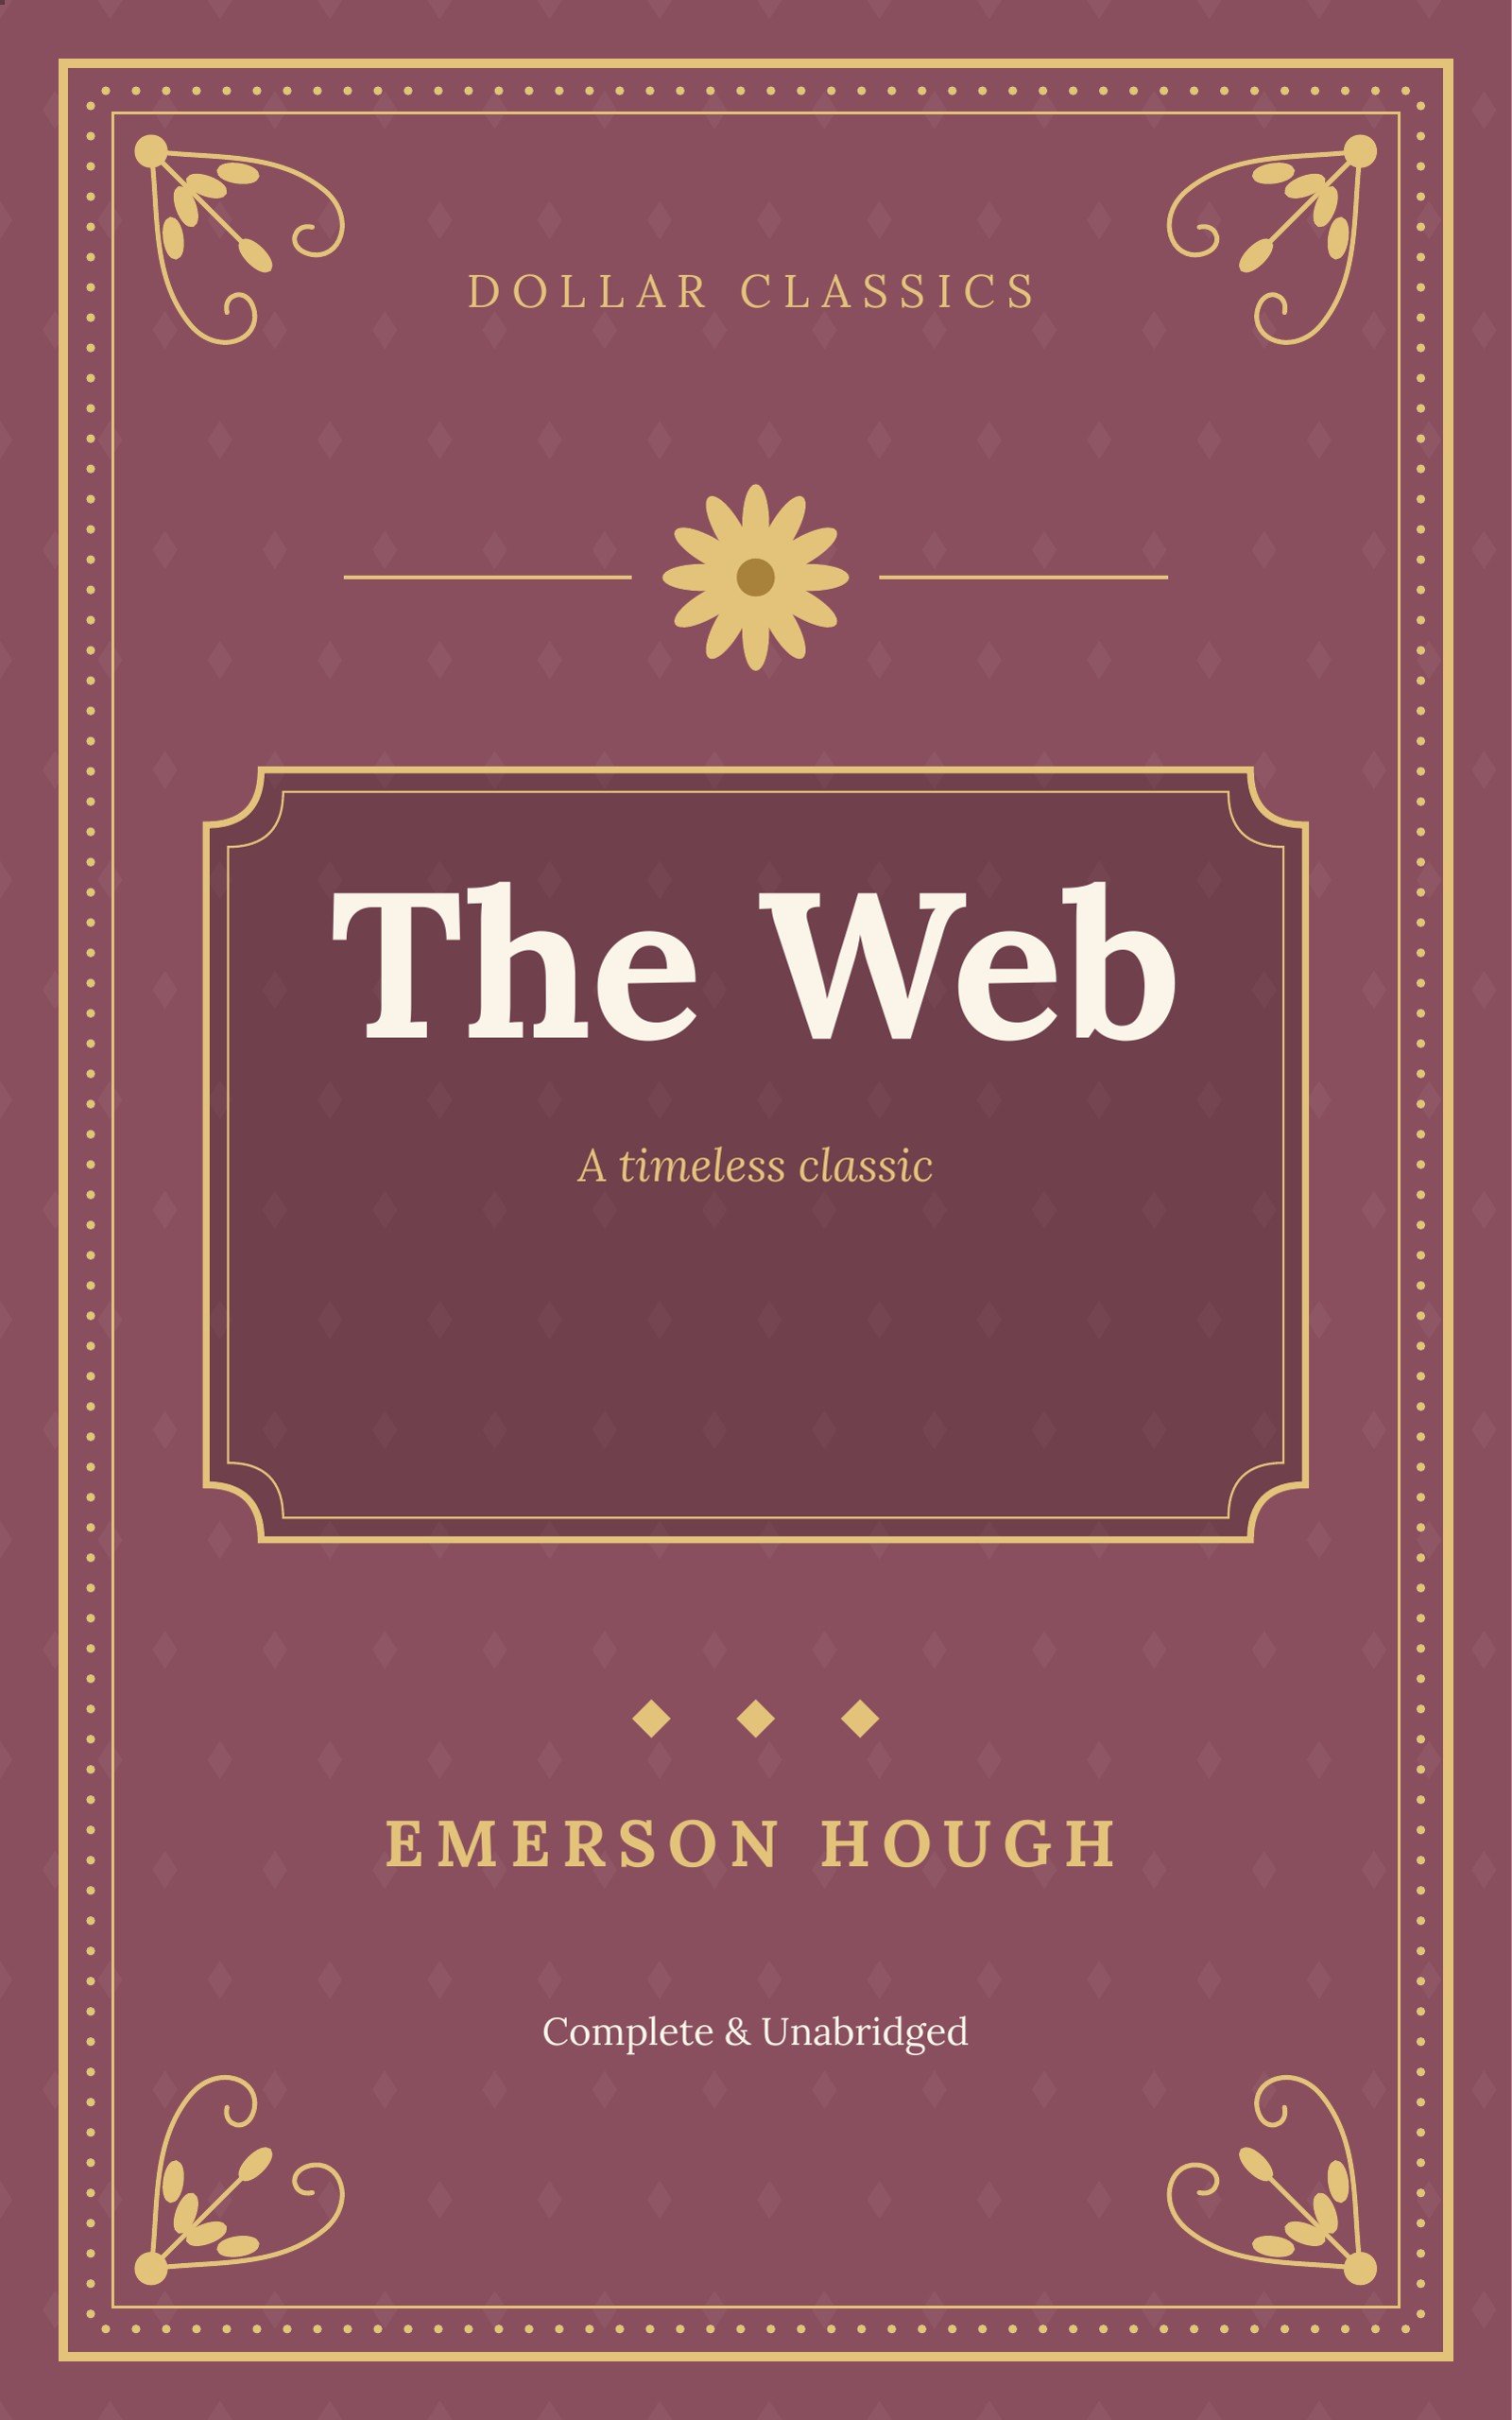 DOLLAR CLASSICS
The Web
A timeless classic
EMERSON HOUGH
Complete & Unabridged